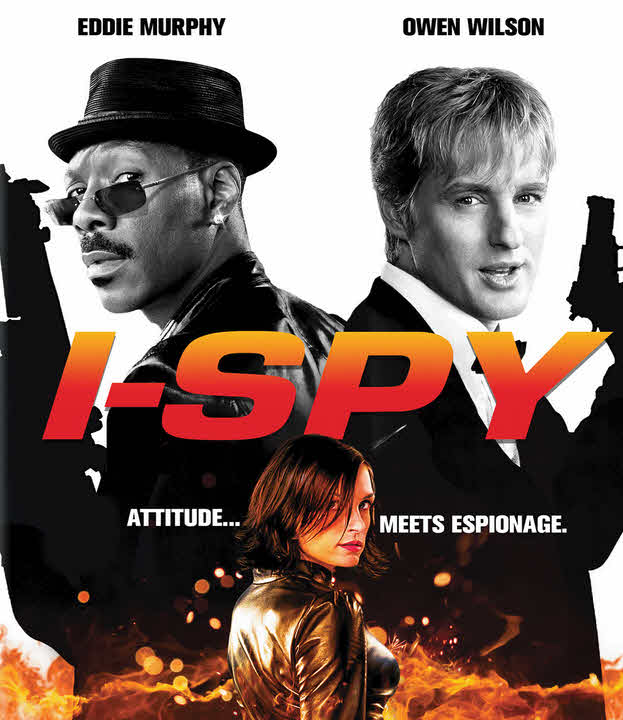 EDDIE MURPHY
OWEN WILSON
I-SPY
ATTITUDE...
MEETS ESPIONAGE.